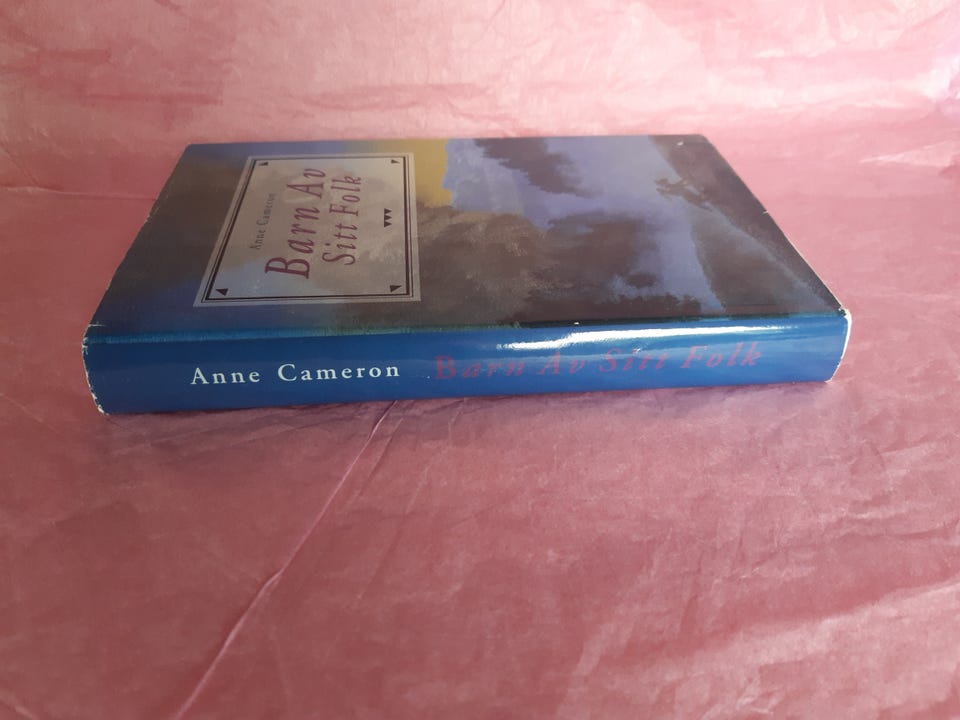 Anne Cameron
Barn Av
Sitt Folk
Anne Cameron Barn Av Sitt Folk